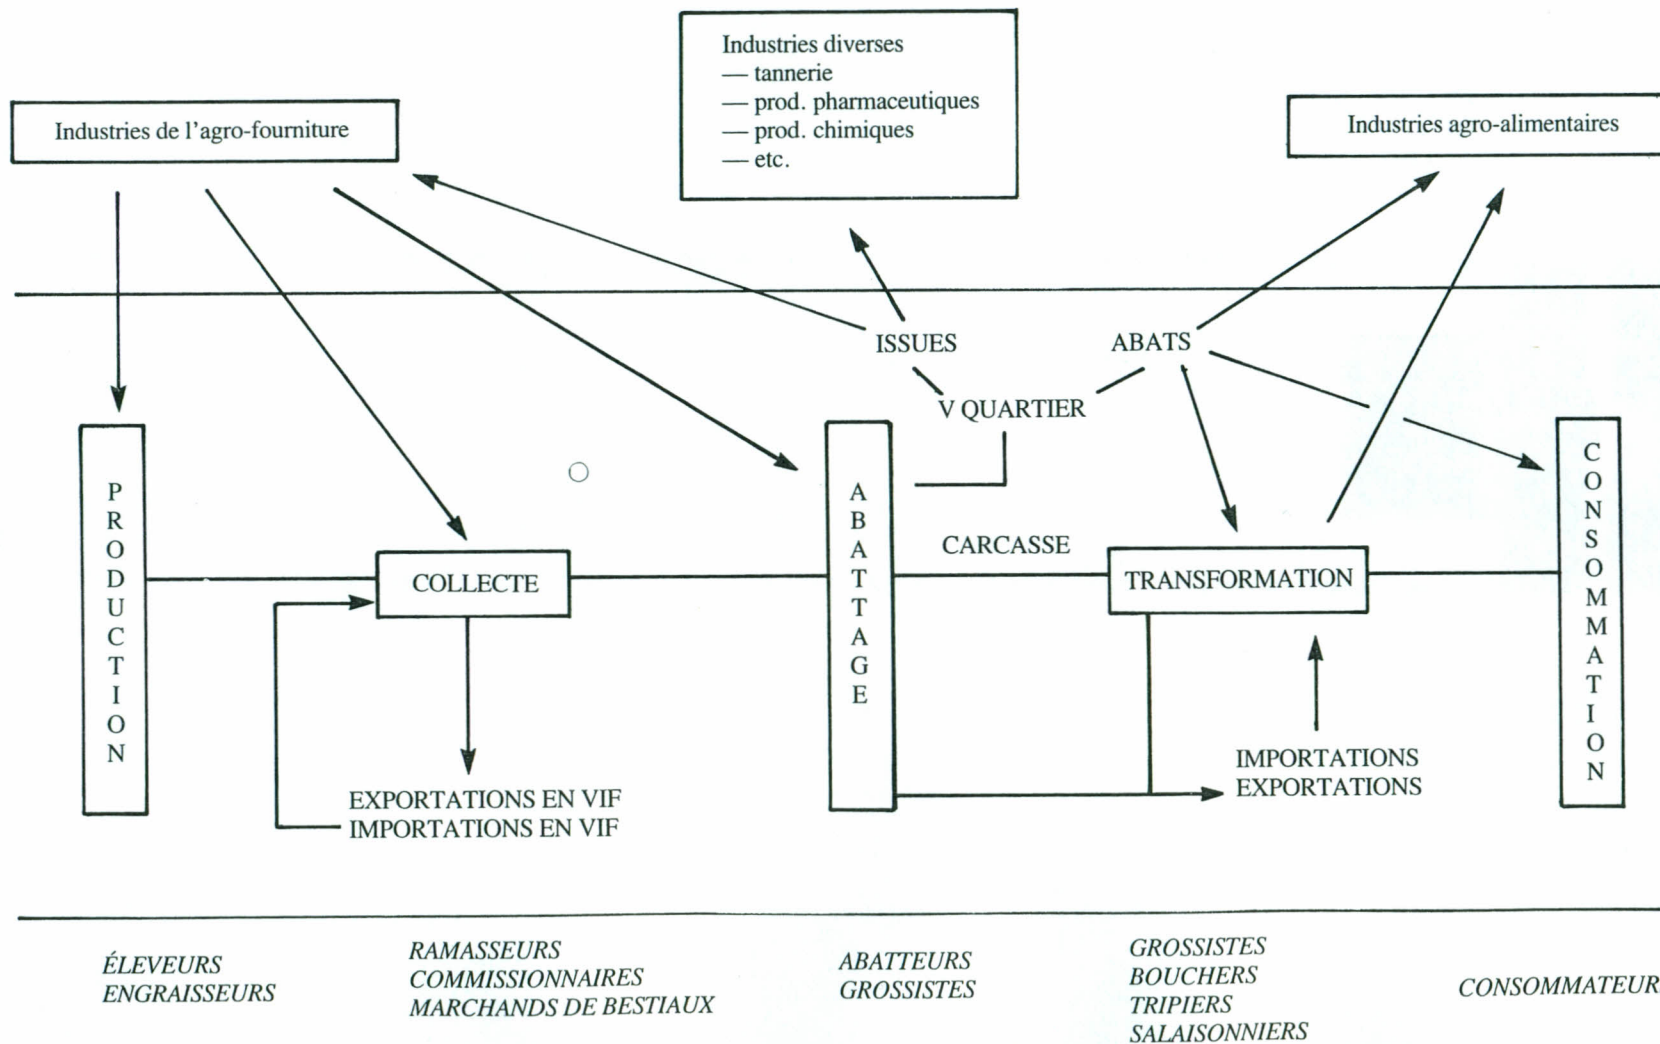 Industries diverses
— tannerie
— prod. pharmaceutiques
— prod. chimiques
— etc.
Industries de l'agro-fourniture
Industries agro-alimentaires
ISSUES
ABATS
V QUARTIER
PRODUCTION
COLLECTE
ABATTAGE
CARCASSE
TRANSFORMATION
CONSOMMATION
EXPORTATIONS EN VIF
IMPORTATIONS EN VIF
IMPORTATIONS
EXPORTATIONS
ÉLEVEURS
ENGRAISSEURS
RAMASSEURS
COMMISSIONNAIRES
MARCHANDS DE BESTIAUX
ABATTEURS
GROSSISTES
GROSSISTES
BOUCHERS
TRIPIERS
SALAISONNIERS
CONSOMMATEUR